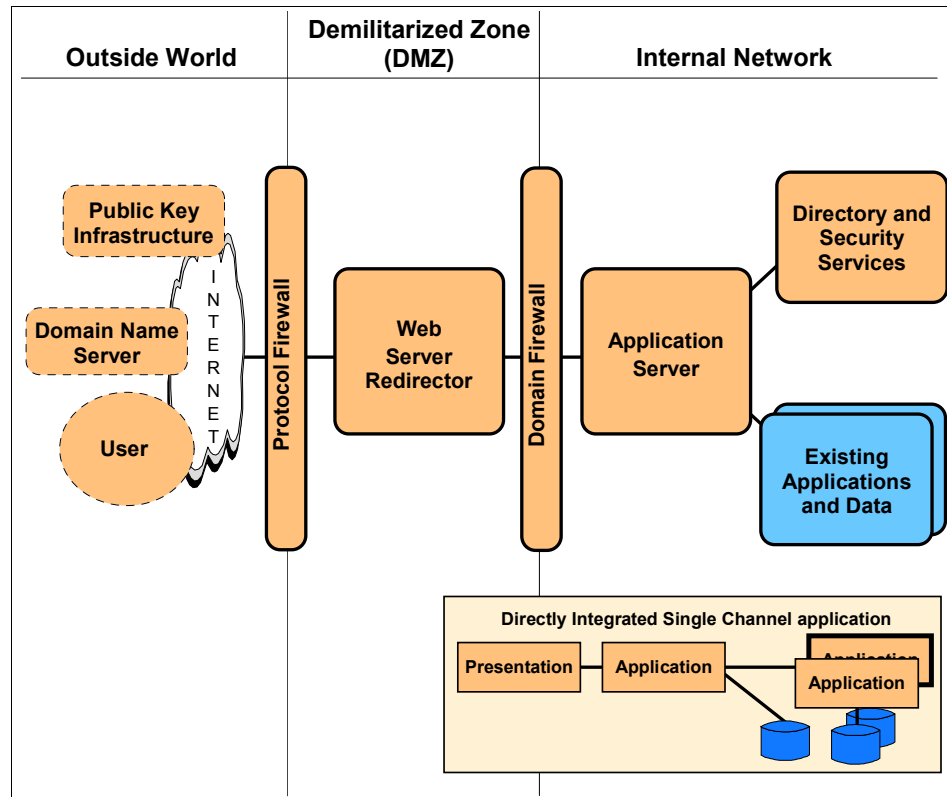 Outside World
Demilitarized Zone
(DMZ)
Internal Network
Public Key
Infrastructure
Domain Name
Server
User
INTERNET
Protocol Firewall
Web
Server
Redirector
Domain Firewall
Application
Server
Directory and
Security
Services
Existing
Applications
and Data
Directly Integrated Single Channel application
Presentation
Application
Application
Application